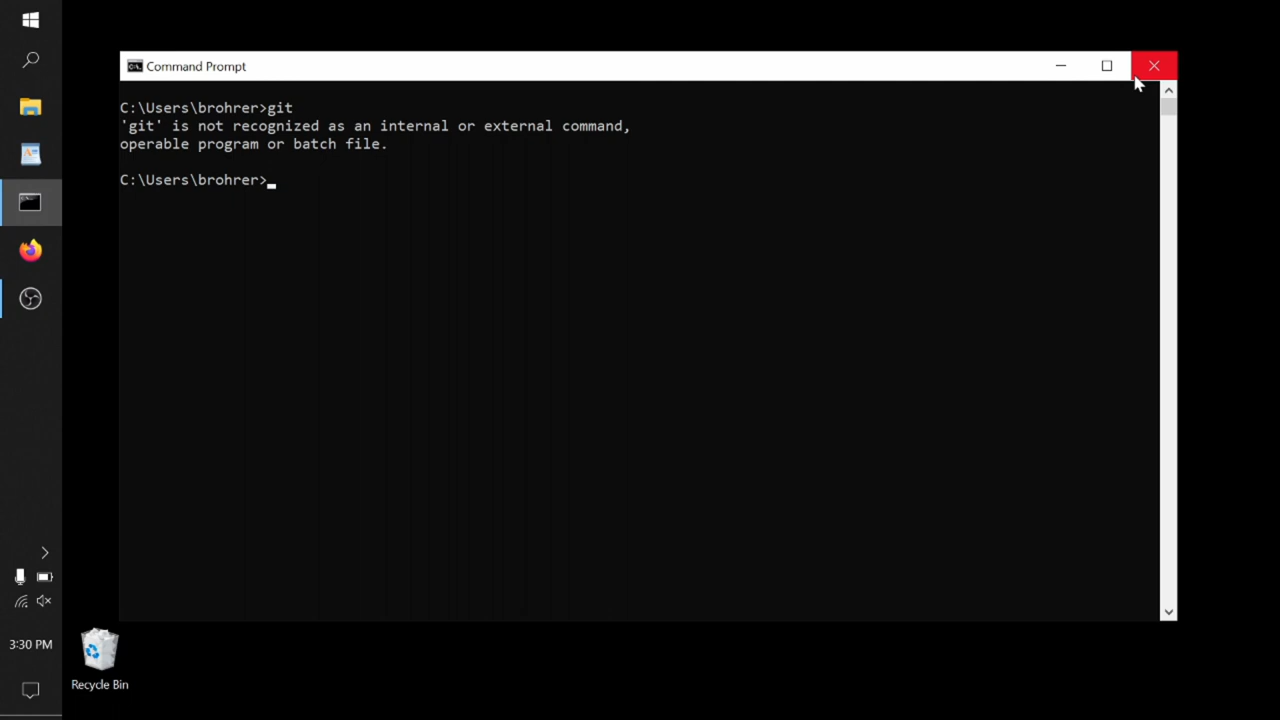 Command Prompt
C:\Users\brohrer>git
'git' is not recognized as an internal or external command,
operable program or batch file.
C:\Users\brohrer>
3:30 PM
Recycle Bin